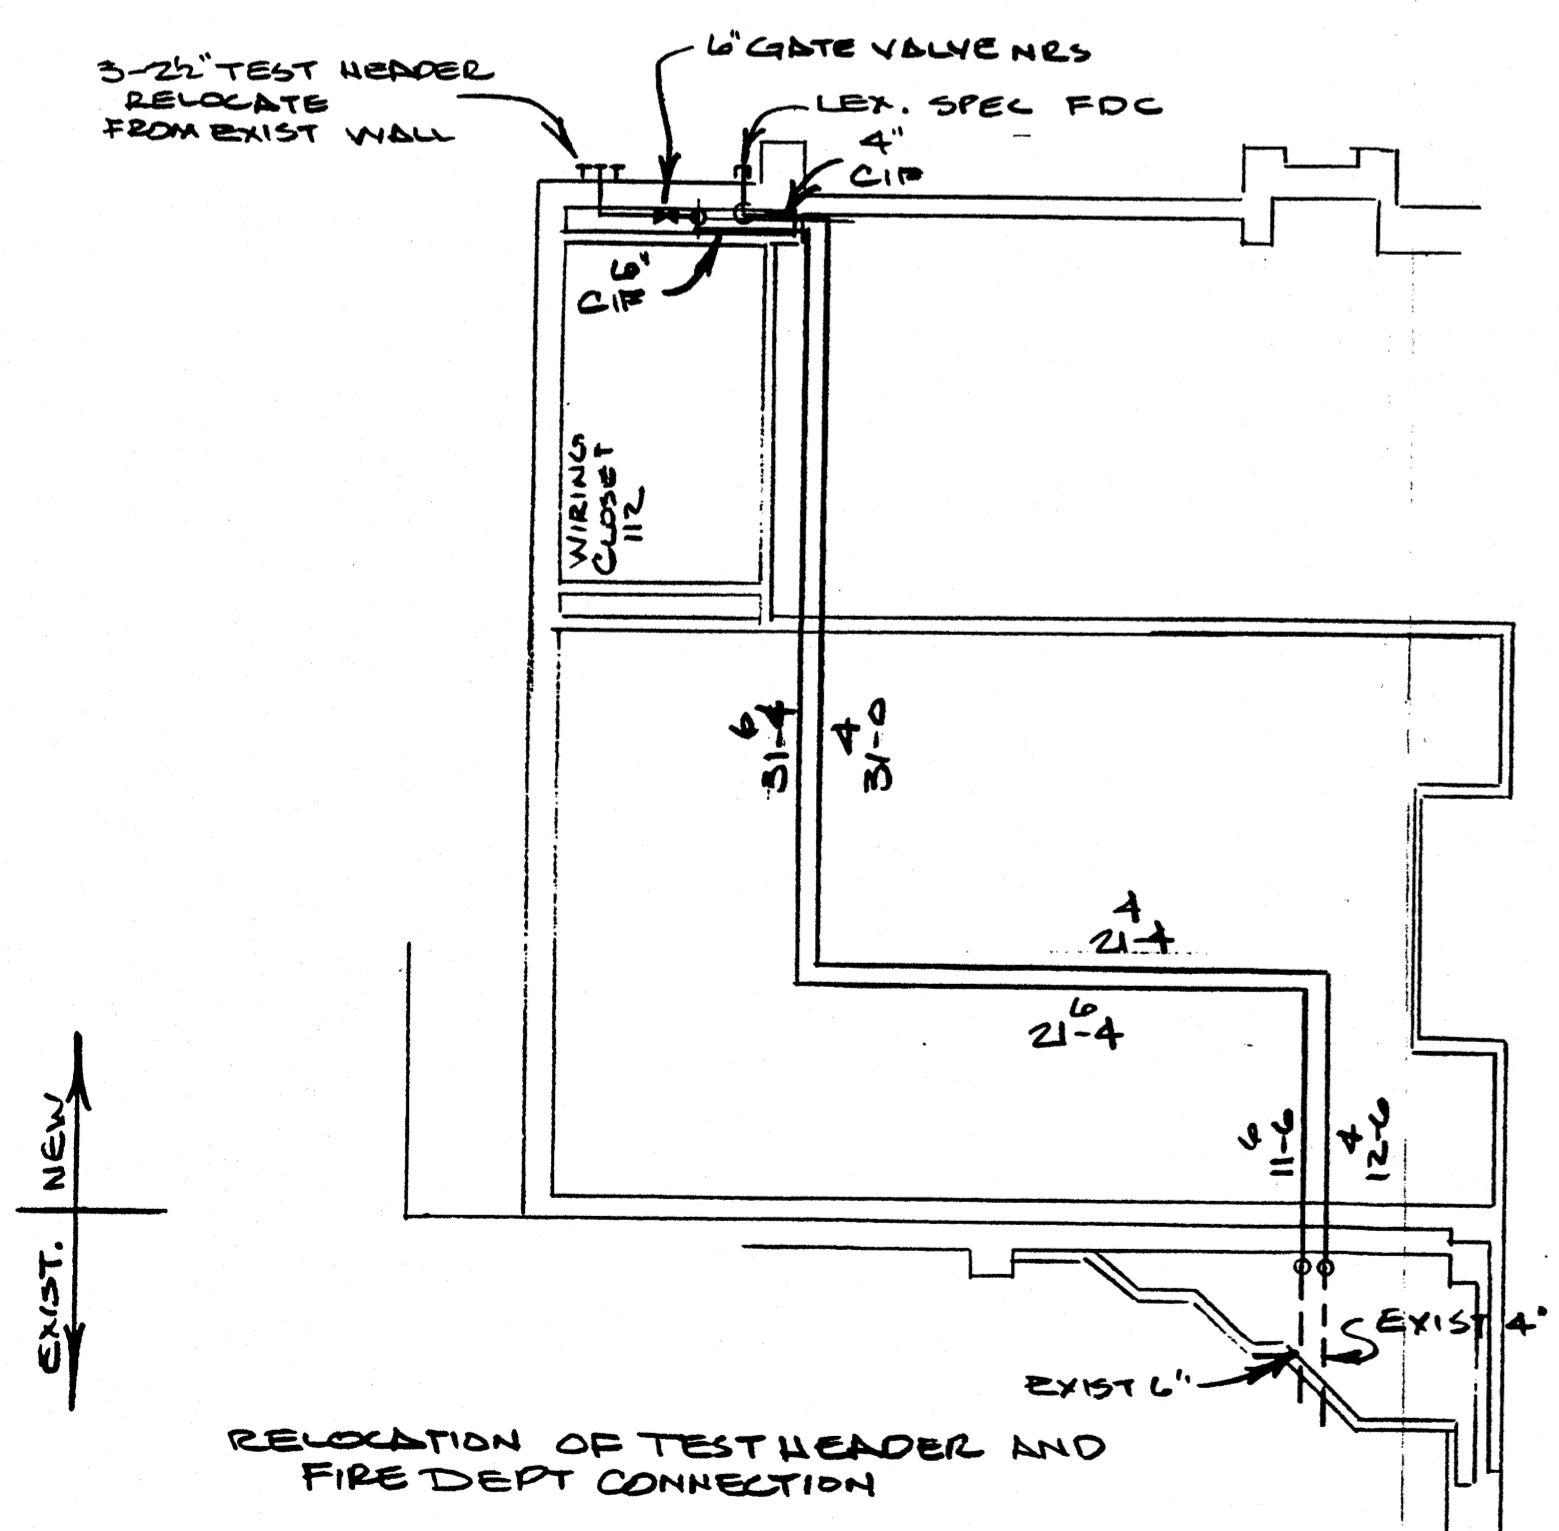 6" GATE VALVE NRS
3-2½" TEST HEADER
RELOCATE
FROM EXIST WALL
LEX. SPEC FDC
4"
CIP
6"
CIP
WIRING
CLOSET
112
6
31-4
4
31-0
4
21-4
6
21-4
6
11-6
4
12-6
NEW
EXIST.
EXIST 4"
EXIST 6"
RELOCATION OF TEST HEADER AND
FIRE DEPT CONNECTION